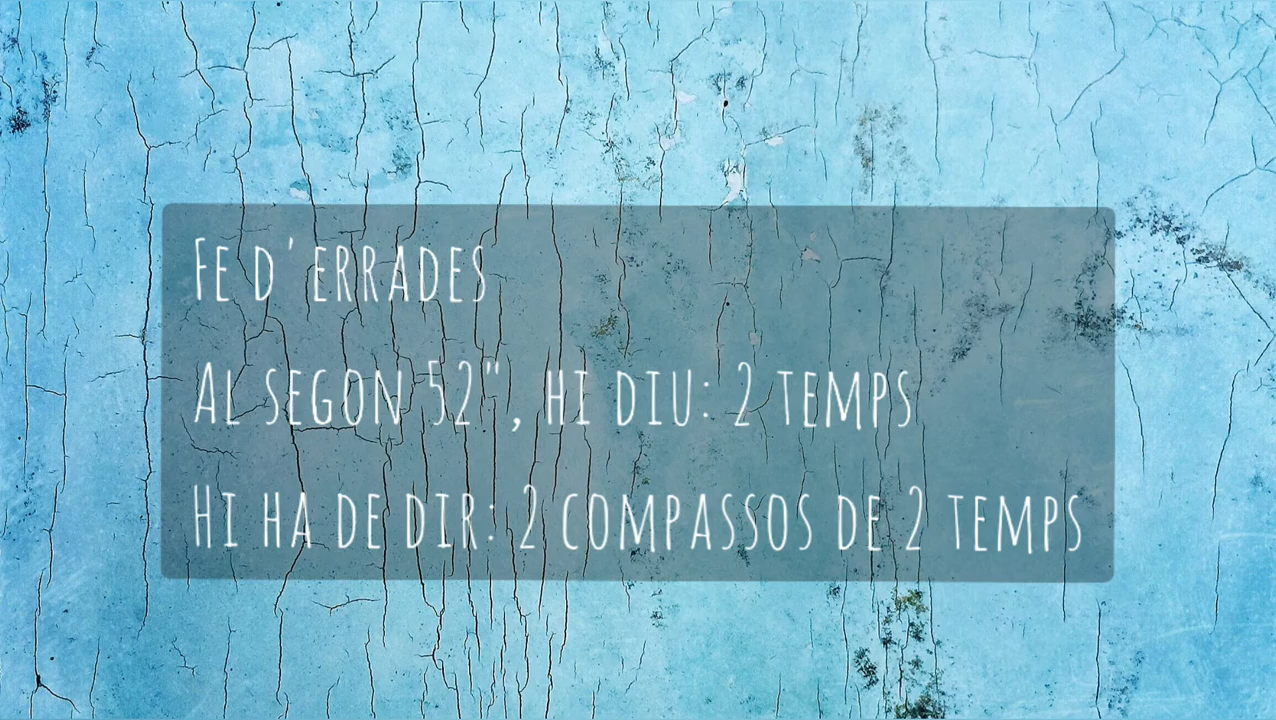 Fe d'errades
Al segon 52", hi diu: 2 temps
Hi ha de dir: 2 compassos de 2 temps